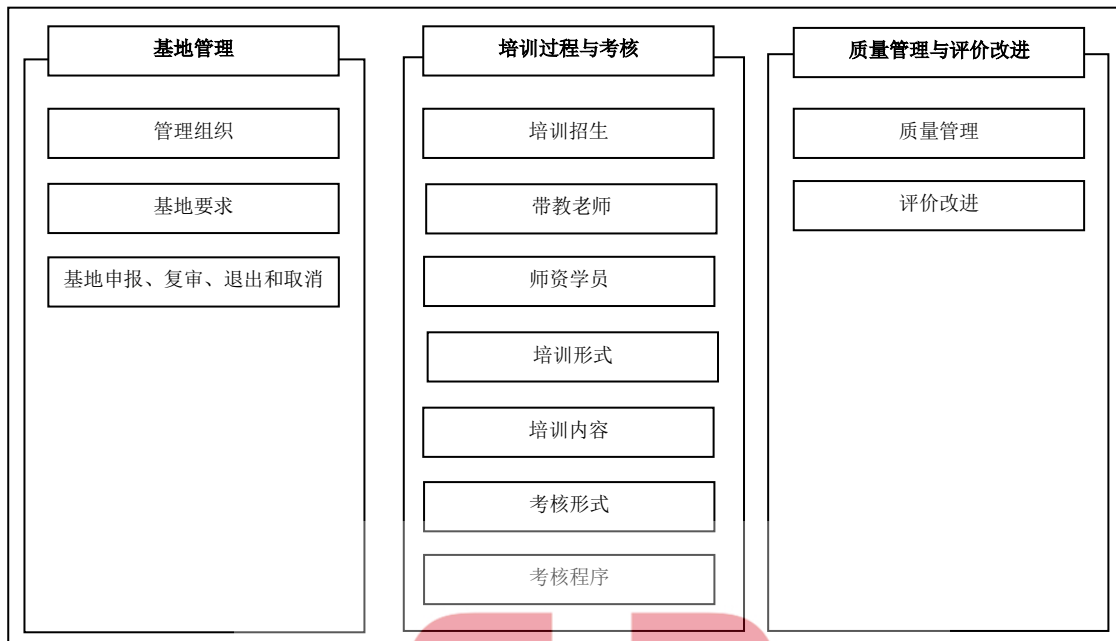 基地管理
管理组织
基地要求
基地申报、复审、退出和取消
培训过程与考核
培训招生
带教老师
师资学员
培训形式
培训内容
考核形式
考核程序
质量管理与评价改进
质量管理
评价改进